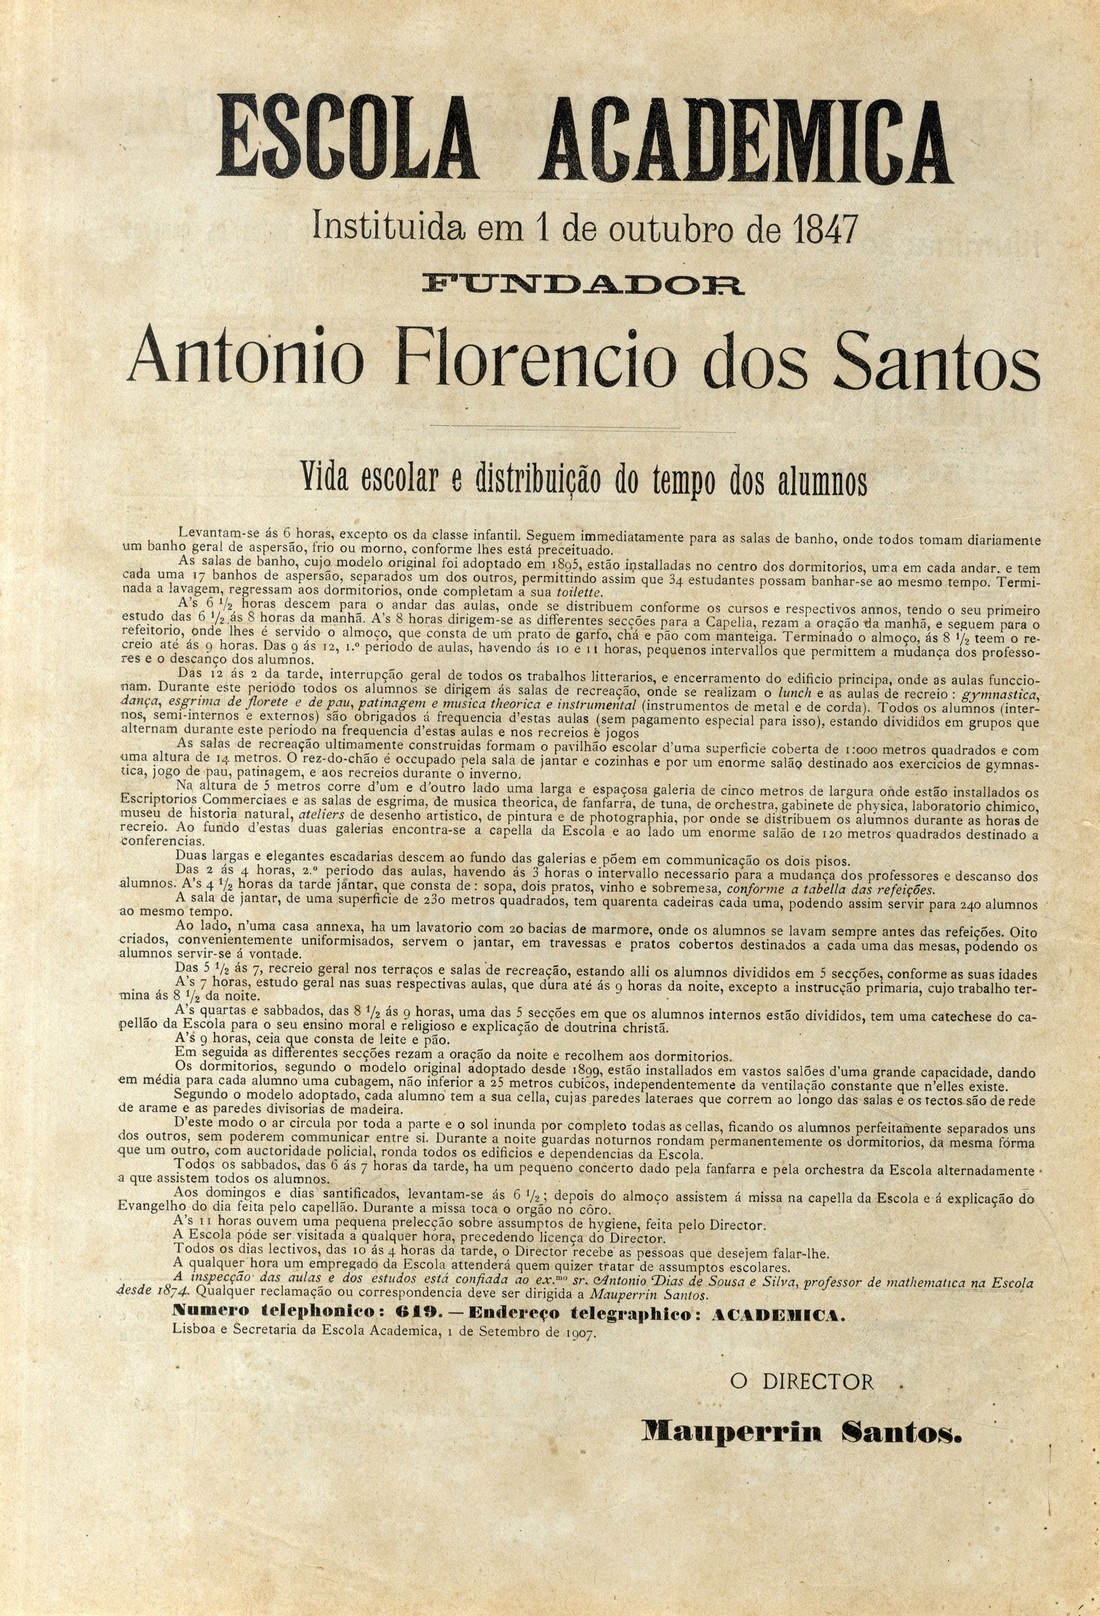 ESCOLA ACADEMICA
Instituida em 1 de outubro de 1847
FUNDADOR
Antonio Florencio dos Santos
Vida escolar e distribuição do tempo dos alumnos
Levantam-se ás 6 horas, excepto os da classe infantil. Seguem immediatamente para as salas de banho, onde todos tomam diariamente
um banho geral de aspersão, frio ou morno, conforme lhes está preceituado.
As salas de banho, cujo modelo original foi adoptado em 1895, estão installadas no centro dos dormitorios, uma em cada andar. e tem
cada uma 17 banhos de aspersão, separados um dos outros, permittindo assim que 34 estudantes possam banhar-se ao mesmo tempo. Termi-
nada a lavagem, regressam aos dormitorios, onde completam a sua toilette.
A's 6 1/2 horas descem para o andar das aulas, onde se distribuem conforme os cursos e respectivos annos, tendo o seu primeiro
estudo das 6 1/2 ás 8 horas da manhã. A's 8 horas dirigem-se as differentes secções para a Capella, rezam a oração da manhã, e seguem para o
refeitorio, onde lhes é servido o almoço, que consta de um prato de garfo, chá e pão com manteiga. Terminado o almoço, ás 8 1/2 teem o re-
creio até ás 9 horas. Das 9 ás 12, 1.º periodo de aulas, havendo ás 10 e 11 horas, pequenos intervallos que permittem a mudança dos professo-
res e o descanço dos alumnos.
Das 12 ás 2 da tarde, interrupção geral de todos os trabalhos litterarios, e encerramento do edificio principa, onde as aulas funccio-
nam. Durante este periodo todos os alumnos se dirigem ás salas de recreação, onde se realizam o lunch e as aulas de recreio: gymnastica,
dança, esgrima de florete e de pau, patinagem e musica theorica e instrumental (instrumentos de metal e de corda). Todos os alumnos (inter-
nos, semi-internos e externos) são obrigados á frequencia d'estas aulas (sem pagamento especial para isso), estando divididos em grupos que
alternam durante este periodo na frequencia d'estas aulas e nos recreios e jogos
As salas de recreação ultimamente construidas formam o pavilhão escolar d'uma superficie coberta de 1:000 metros quadrados e com
uma altura de 14 metros. O rez-do-chão é occupado pela sala de jantar e cozinhas e por um enorme salão destinado aos exercicios de gymnas-
tica, jogo de pau, patinagem, e aos recreios durante o inverno.
Na altura de 5 metros corre d'um e d'outro lado uma larga e espaçosa galeria de cinco metros de largura onde estão installados os
Escriptorios Commerciaes e as salas de esgrima, de musica theorica, de fanfarra, de tuna, de orchestra, gabinete de physica, laboratorio chimico,
museu de historia natural, ateliers de desenho artistico, de pintura e de photographia, por onde se distribuem os alumnos durante as horas de
recreio. Ao fundo d'estas duas galerias encontra-se a capella da Escola e ao lado um enorme salão de 120 metros quadrados destinado a
conferencias.
Duas largas e elegantes escadarias descem ao fundo das galerias e põem em communicação os dois pisos.
Das 2 ás 4 horas, 2.º periodo das aulas, havendo ás 3 horas o intervallo necessario para a mudança dos professores e descanso dos
alumnos. A's 4 1/2 horas da tarde jantar, que consta de: sopa, dois pratos, vinho e sobremesa, conforme a tabella das refeições.
A sala de jantar, de uma superficie de 230 metros quadrados, tem quarenta cadeiras cada uma, podendo assim servir para 240 alumnos
ao mesmo tempo.
Ao lado, n'uma casa annexa, ha um lavatorio com 20 bacias de marmore, onde os alumnos se lavam sempre antes das refeições. Oito
criados, convenientemente uniformisados, servem o jantar, em travessas e pratos cobertos destinados a cada uma das mesas, podendo os
alumnos servir-se á vontade.
Das 5 1/2 ás 7, recreio geral nos terraços e salas de recreação, estando alli os alumnos divididos em 5 secções, conforme as suas idades
A's 7 horas, estudo geral nas suas respectivas aulas, que dura até ás 9 horas da noite, excepto a instrucção primaria, cujo trabalho ter-
mina ás 8 1/2 da noite.
A's quartas e sabbados, das 8 1/2 ás 9 horas, uma das 5 secções em que os alumnos internos estão divididos, tem uma catechese do ca-
pellão da Escola para o seu ensino moral e religioso e explicação de doutrina christã.
A's 9 horas, ceia que consta de leite e pão.
Em seguida as differentes secções rezam a oração da noite e recolhem aos dormitorios.
Os dormitorios, segundo o modelo original adoptado desde 1899, estão installados em vastos salões d'uma grande capacidade, dando
em média para cada alumno uma cubagem, não inferior a 25 metros cubicos, independentemente da ventilação constante que n'elles existe.
Segundo o modelo adoptado, cada alumno tem a sua cella, cujas paredes lateraes que correm ao longo das salas e os tectos são de rede
de arame e as paredes divisorias de madeira.
D'este modo o ar circula por toda a parte e o sol inunda por completo todas as cellas, ficando os alumnos perfeitamente separados uns
dos outros, sem poderem communicar entre si. Durante a noite guardas noturnos rondam permanentemente os dormitorios, da mesma fórma
que um outro, com auctoridade policial, ronda todos os edificios e dependencias da Escola.
Todos os sabbados, das 6 ás 7 horas da tarde, ha um pequeno concerto dado pela fanfarra e pela orchestra da Escola alternadamente
a que assistem todos os alumnos.
Aos domingos e dias santificados, levantam-se ás 6 1/2; depois do almoço assistem á missa na capella da Escola e á explicação do
Evangelho do dia feita pelo capellão. Durante a missa toca o orgão no côro.
A's 11 horas ouvem uma pequena prelecção sobre assumptos de hygiene, feita pelo Director.
A Escola póde ser visitada a qualquer hora, precedendo licença do Director.
Todos os dias lectivos, das 10 ás 4 horas da tarde, o Director recebe as pessoas que desejem falar-lhe.
A qualquer hora um empregado da Escola attenderá quem quizer tratar de assumptos escolares.
A inspecção das aulas e dos estudos está confiada ao ex.mo sr. Antonio Dias de Sousa e Silva, professor de mathematica na Escola
desde 1874. Qualquer reclamação ou correspondencia deve ser dirigida a Mauperrin Santos.
Numero telephonico: 619. — Endereço telegraphico: ACADEMICA.
Lisboa e Secretaria da Escola Academica, 1 de Setembro de 1907.
O DIRECTOR
Mauperrin Santos.